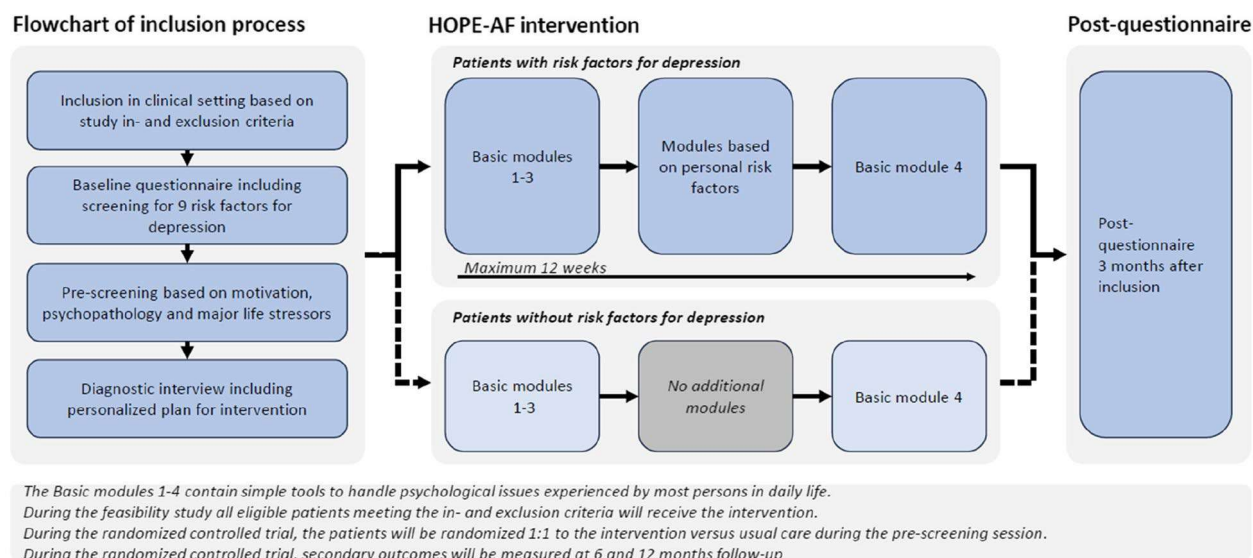 Flowchart of inclusion process
Inclusion in clinical setting based on
study in- and exclusion criteria
Baseline questionnaire including
screening for 9 risk factors for
depression
Pre-screening based on motivation,
psychopathology and major life stressors
Diagnostic interview including
personalized plan for intervention
HOPE-AF intervention
Patients with risk factors for depression
Basic modules
1-3
Modules based
on personal risk
factors
Basic module 4
Maximum 12 weeks
Patients without risk factors for depression
Basic modules
1-3
No additional
modules
Basic module 4
Post-questionnaire
Post-
questionnaire
3 months after
inclusion
The Basic modules 1-4 contain simple tools to handle psychological issues experienced by most persons in daily life.
During the feasibility study all eligible patients meeting the in- and exclusion criteria will receive the intervention.
During the randomized controlled trial, the patients will be randomized 1:1 to the intervention versus usual care during the pre-screening session.
During the randomized controlled trial, secondary outcomes will be measured at 6 and 12 months follow-up